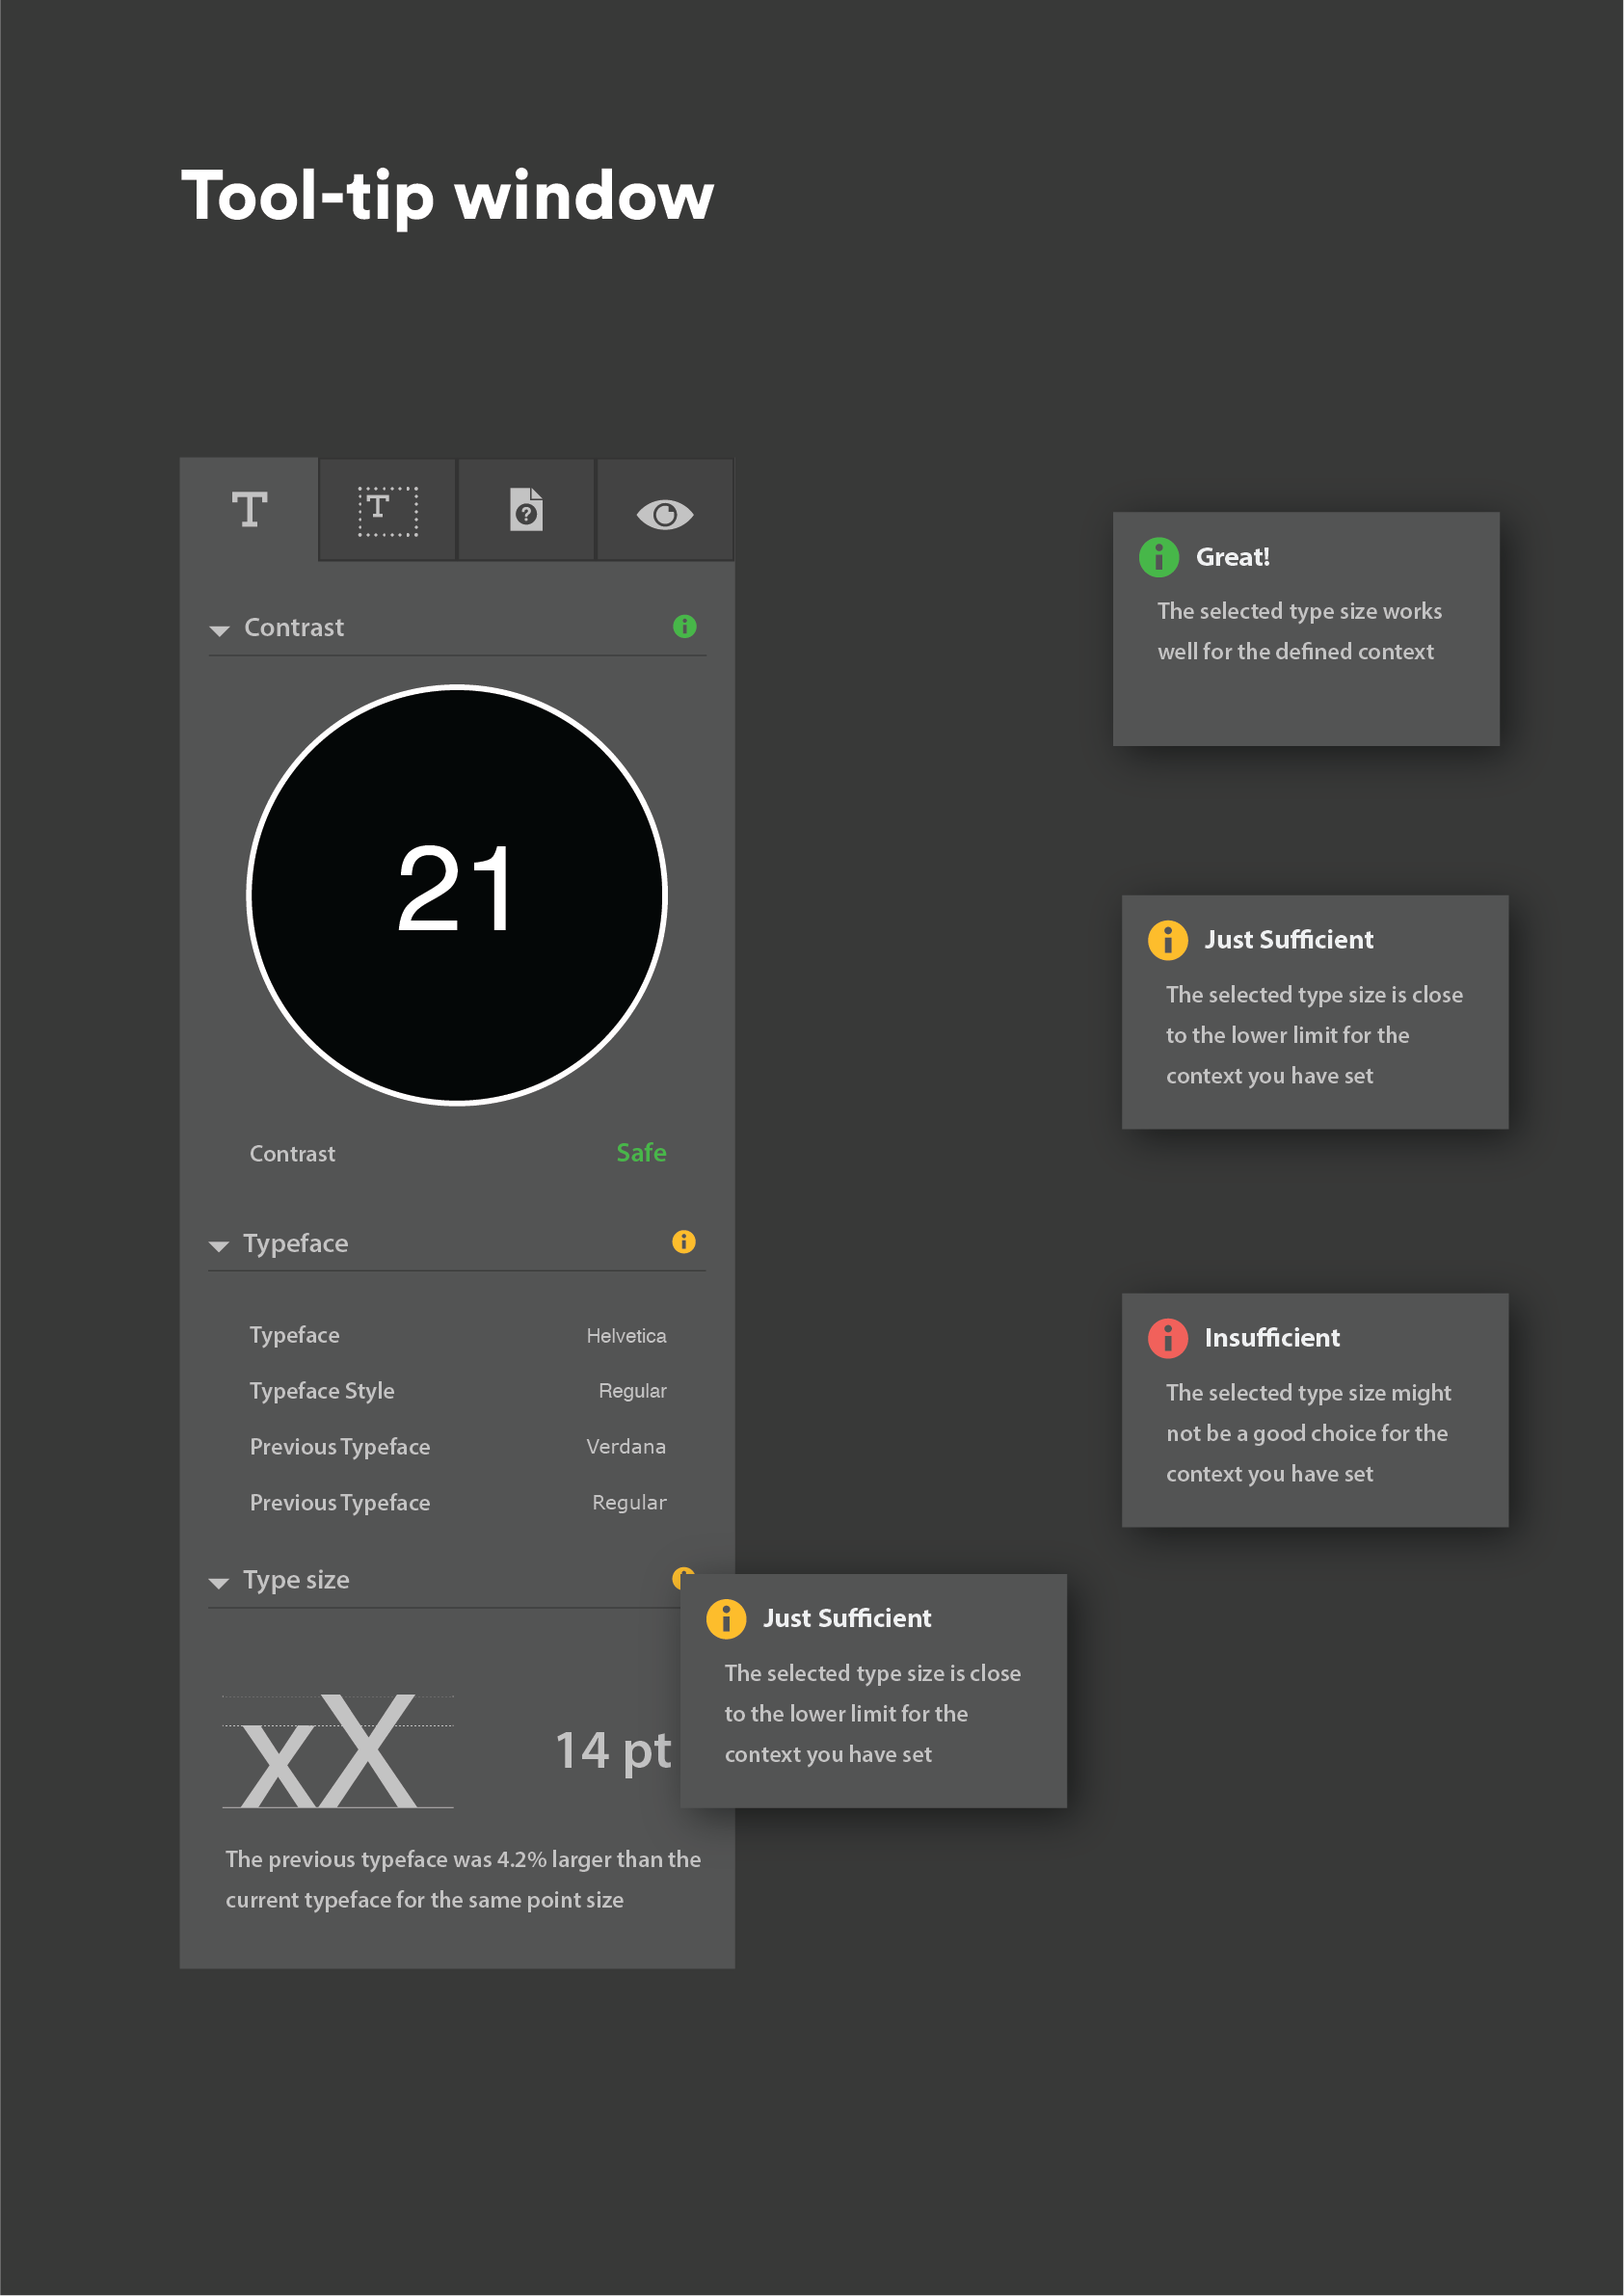 Tool-tip window
T
T
?
Contrast
21
Contrast Safe
Typeface
Typeface Helvetica
Typeface Style Regular
Previous Typeface Verdana
Previous Typeface Regular
Type size
xX
14 pt
The previous typeface was 4.2% larger than the
current typeface for the same point size
i Just Sufficient
The selected type size is close
to the lower limit for the
context you have set
i Great!
The selected type size works
well for the defined context
i Just Sufficient
The selected type size is close
to the lower limit for the
context you have set
i Insufficient
The selected type size might
not be a good choice for the
context you have set